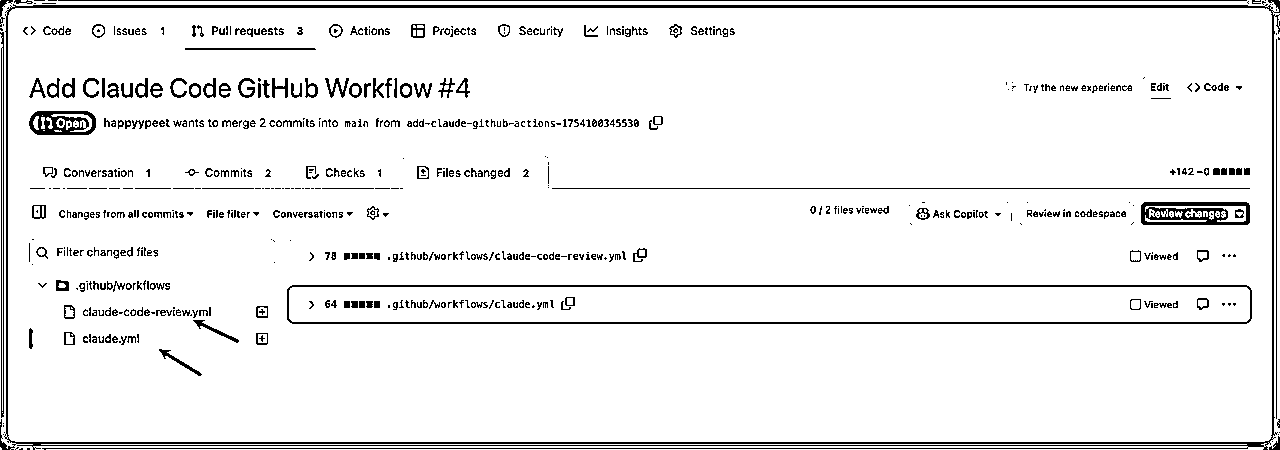 Code Issues 1 Pull requests 3 Actions Projects Security Insights Settings
Add Claude Code GitHub Workflow #4
Try the new experience Edit Code
Open happyypeet wants to merge 2 commits into main from add-claude-github-actions-1754100345530
Conversation 1 Commits 2 Checks 1 Files changed 2
+142 −0
Changes from all commits File filter Conversations
0 / 2 files viewed Ask Copilot Review in codespace Review changes
Filter changed files
.github/workflows
claude-code-review.yml
claude.yml
78 .github/workflows/claude-code-review.yml Viewed
64 .github/workflows/claude.yml Viewed